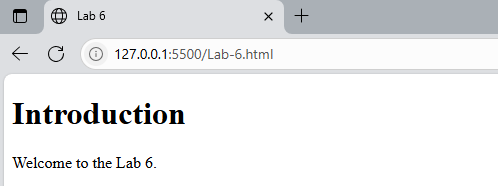 Lab 6
127.0.0.1:5500/Lab-6.html
Introduction
Welcome to the Lab 6.